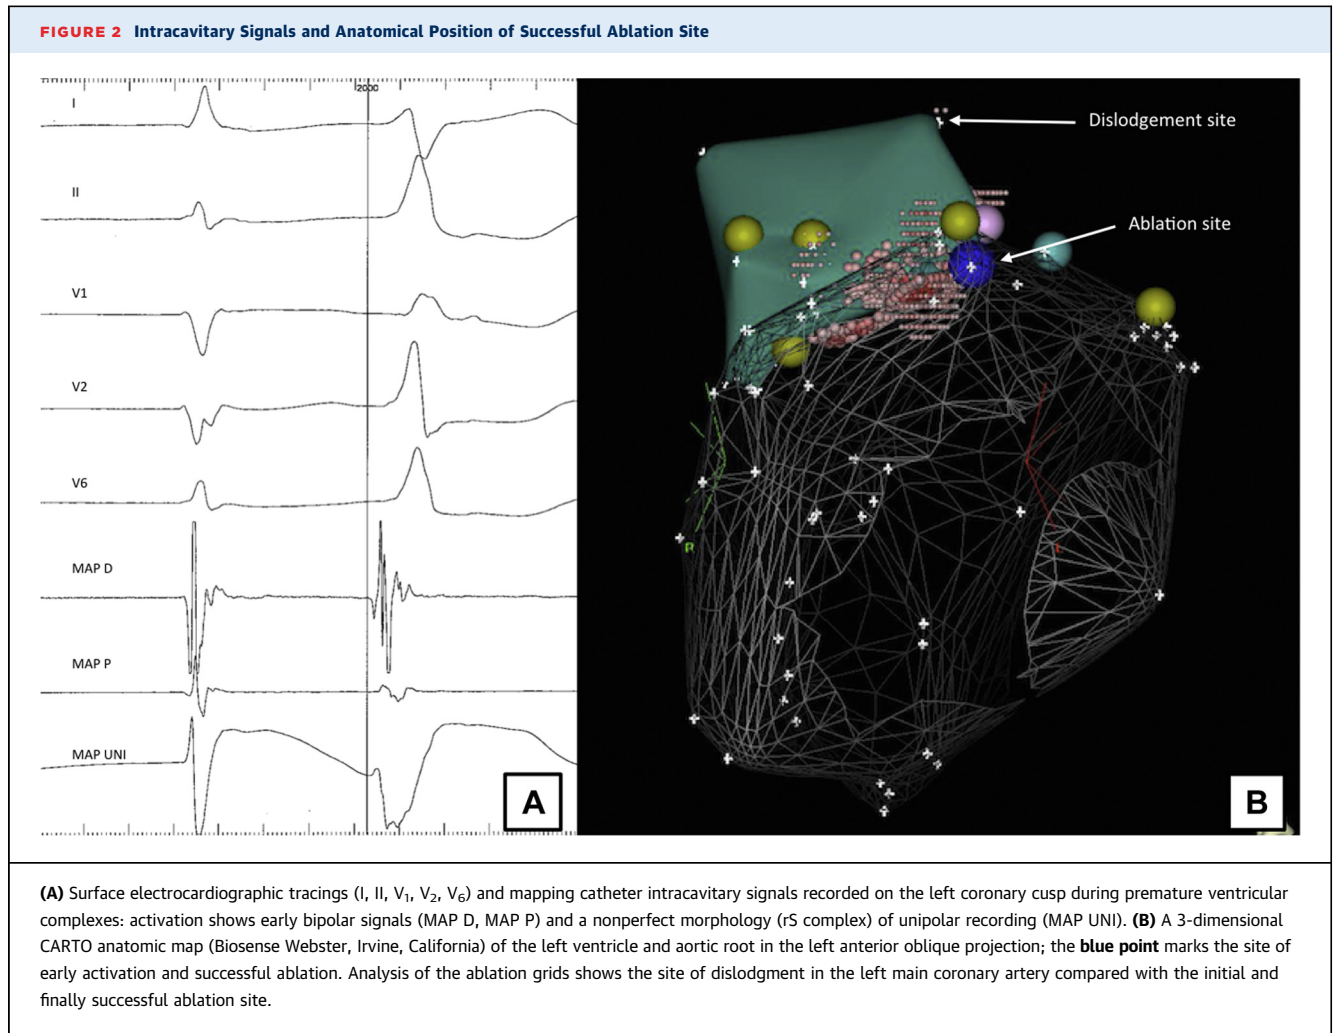 FIGURE 2 Intracavitary Signals and Anatomical Position of Successful Ablation Site
2000
I
II
V1
V2
V6
MAP D
MAP P
MAP UNI
A
Dislodgement site
Ablation site
R
B
(A) Surface electrocardiographic tracings (I, II, V1, V2, V6) and mapping catheter intracavitary signals recorded on the left coronary cusp during premature ventricular
complexes: activation shows early bipolar signals (MAP D, MAP P) and a nonperfect morphology (rS complex) of unipolar recording (MAP UNI). (B) A 3-dimensional
CARTO anatomic map (Biosense Webster, Irvine, California) of the left ventricle and aortic root in the left anterior oblique projection; the blue point marks the site of
early activation and successful ablation. Analysis of the ablation grids shows the site of dislodgment in the left main coronary artery compared with the initial and
finally successful ablation site.